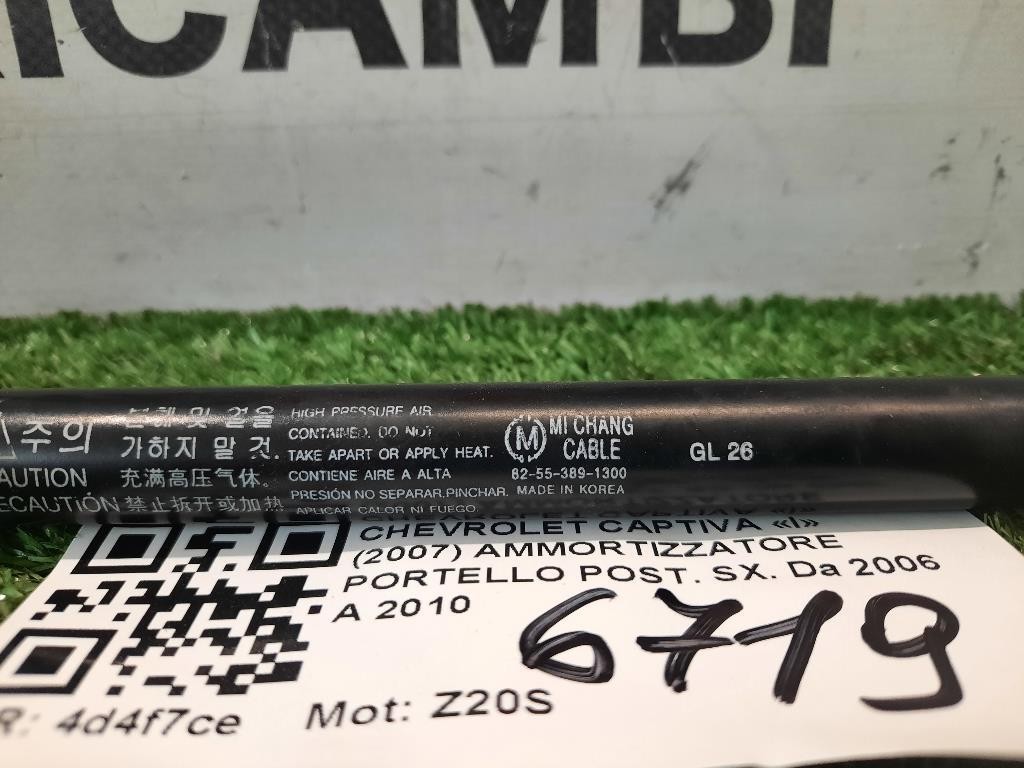 RICAMBI
주의
CAUTION
PRECAUTIÓN
분해 및 열을
가하지 말 것.
充满高压气体。
禁止拆开或加热
HIGH PRESSURE AIR
CONTAINED. DO NOT
TAKE APART OR APPLY HEAT.
CONTIENE AIRE A ALTA
PRESIÓN NO SEPARAR.PINCHAR.
APLICAR CALOR NI FUEGO.
M
MI CHANG
CABLE
82-55-389-1300
MADE IN KOREA
GL 26
CHEVROLET CAPTIVA «I»
(2007) AMMORTIZZATORE
PORTELLO POST. SX. Da 2006
A 2010
6719
R: 4d4f7ce
Mot: Z20S